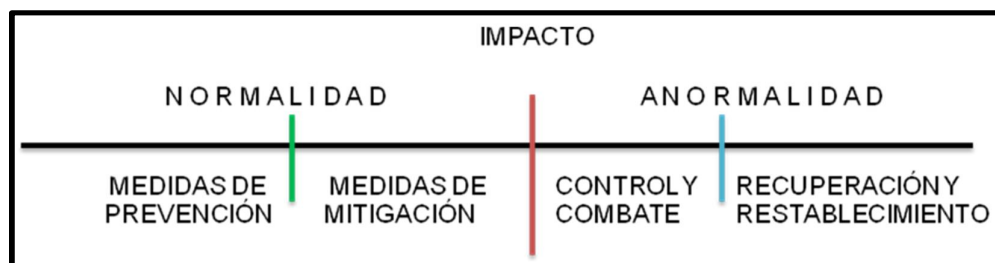 IMPACTO
NORMALIDAD
ANORMALIDAD
MEDIDAS DE
PREVENCIÓN
MEDIDAS DE
MITIGACIÓN
CONTROL Y
COMBATE
RECUPERACIÓN Y
RESTABLECIMIENTO